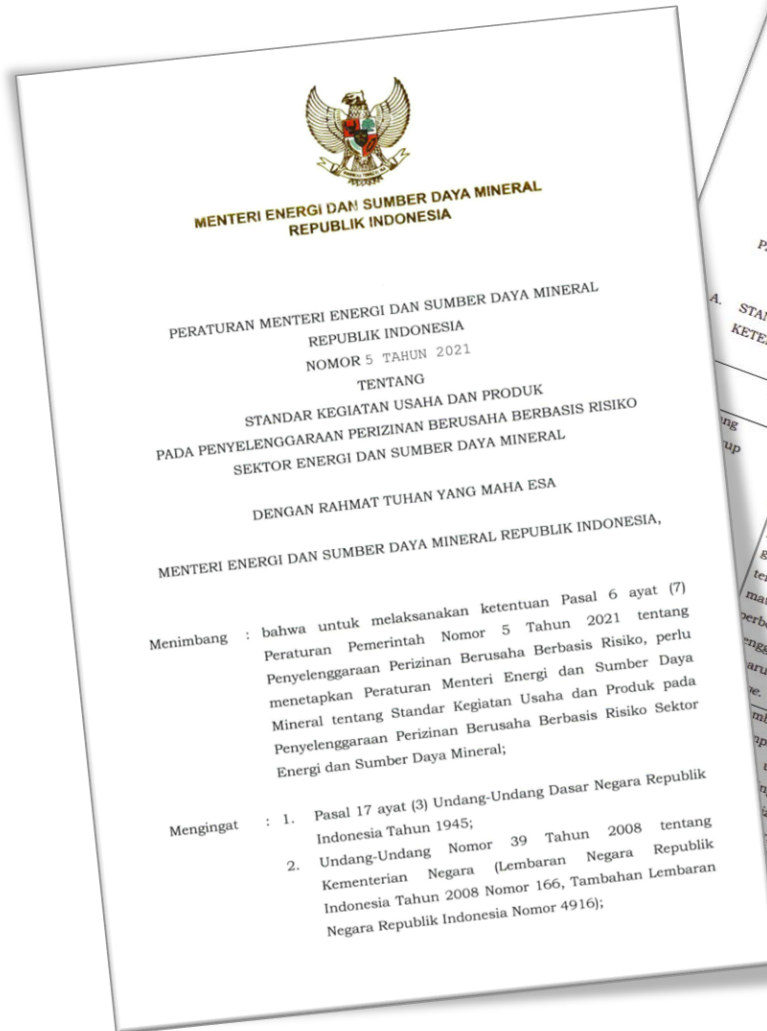 MENTERI ENERGI DAN SUMBER DAYA MINERAL
REPUBLIK INDONESIA
PERATURAN MENTERI ENERGI DAN SUMBER DAYA MINERAL
REPUBLIK INDONESIA
NOMOR 5 TAHUN 2021
TENTANG
STANDAR KEGIATAN USAHA DAN PRODUK
PADA PENYELENGGARAAN PERIZINAN BERUSAHA BERBASIS RISIKO
SEKTOR ENERGI DAN SUMBER DAYA MINERAL
DENGAN RAHMAT TUHAN YANG MAHA ESA
MENTERI ENERGI DAN SUMBER DAYA MINERAL REPUBLIK INDONESIA,
Menimbang : bahwa untuk melaksanakan ketentuan Pasal 6 ayat (7)
Peraturan Pemerintah Nomor 5 Tahun 2021 tentang
Penyelenggaraan Perizinan Berusaha Berbasis Risiko, perlu
menetapkan Peraturan Menteri Energi dan Sumber Daya
Mineral tentang Standar Kegiatan Usaha dan Produk pada
Penyelenggaraan Perizinan Berusaha Berbasis Risiko Sektor
Energi dan Sumber Daya Mineral;
Mengingat : 1. Pasal 17 ayat (3) Undang-Undang Dasar Negara Republik
Indonesia Tahun 1945;
2. Undang-Undang Nomor 39 Tahun 2008 tentang
Kementerian Negara (Lembaran Negara Republik
Indonesia Tahun 2008 Nomor 166, Tambahan Lembaran
Negara Republik Indonesia Nomor 4916);
A. STAN
KETE